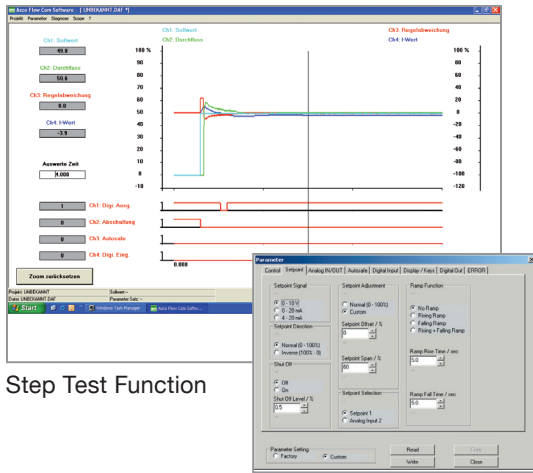 Asco Flow Com Software - [ UNBEKANNT.DAF *]
Projekt Parameter Diagnose Scope ?
Ch1: Sollwert
49.8
Ch2: Durchfluss
50.6
Ch3: Regelabweichung
0.0
Ch4: I-Wert
-3.9
Auswerte Zeit
4.000
Ch1: Sollwert
Ch2: Durchfluss
Ch3: Regelabweichung
Ch4: I-Wert
100 %
90
80
70
60
50
40
30
20
10
0
-10
100 %
80
60
40
20
0
-20
-40
-60
-80
-100
-120
1 Ch1: Digi. Ausg.
0 Ch2: Abschaltung
0 Ch3: Autosafe
0 Ch4: Digi. Eing.
0.000
Zoom zurücksetzen
Projekt: UNBEKANNT
Sollwert:--
Datei: UNBEKANNT.DAF
Parameter Satz: --
Start
Windows Task Manager
Asco Flow Com Softw...
Step Test Function
Parameter
Control Setpoint Analog IN/OUT Autosafe Digital Input Display / Keys Digital Out ERROR
Setpoint Signal
0 - 10 V
0 - 20 mA
4 - 20 mA
Setpoint Direction
Normal (0 - 100%)
Inverse (100% - 0)
Shut Off
Off
On
Shut Off Level / %
0.5
Setpoint Adjustment
Normal (0 - 100%)
Custom
Setpoint Offset / %
0
Setpoint Span / %
60
Setpoint Selection
Setpoint 1
Analog Input 2
Ramp Function
No Ramp
Rising Ramp
Falling Ramp
Rising + Falling Ramp
Ramp Rise Time / sec
5.0
Ramp Fall Time / sec
5.0
Parameter Setting
Factory
Custom
Read
Copy
Write
Close